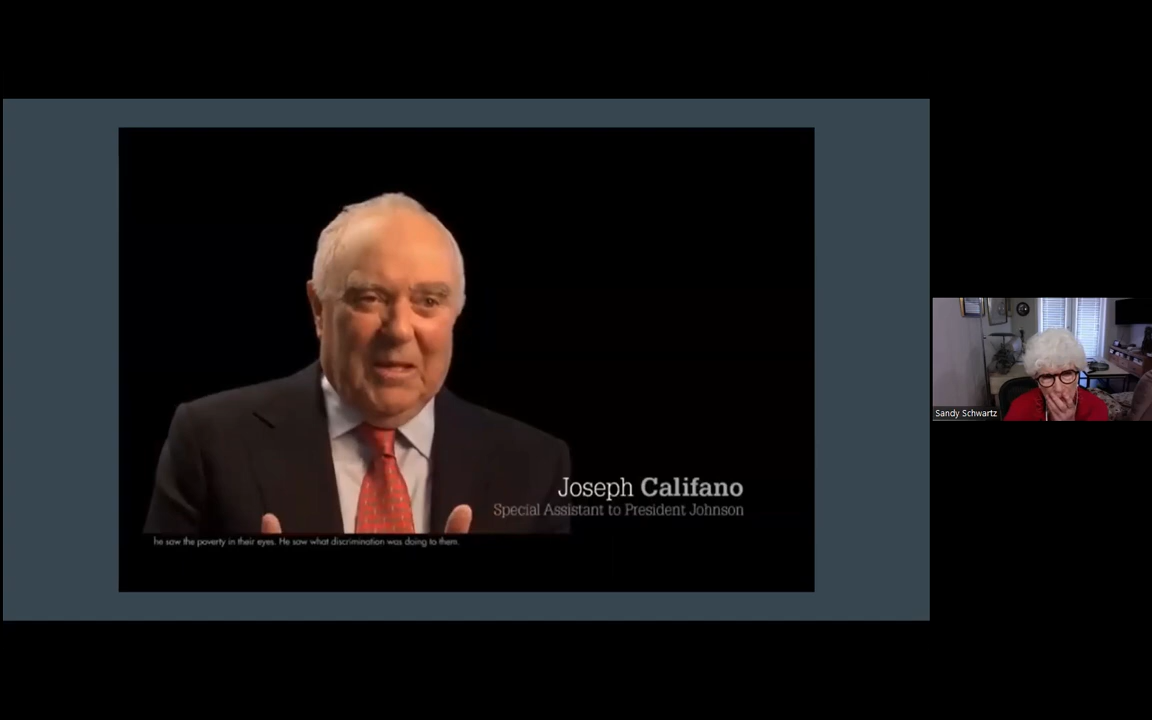 Joseph Califano
Special Assistant to President Johnson
he saw the poverty in their eyes. He saw what discrimination was doing to them.
Sandy Schwartz